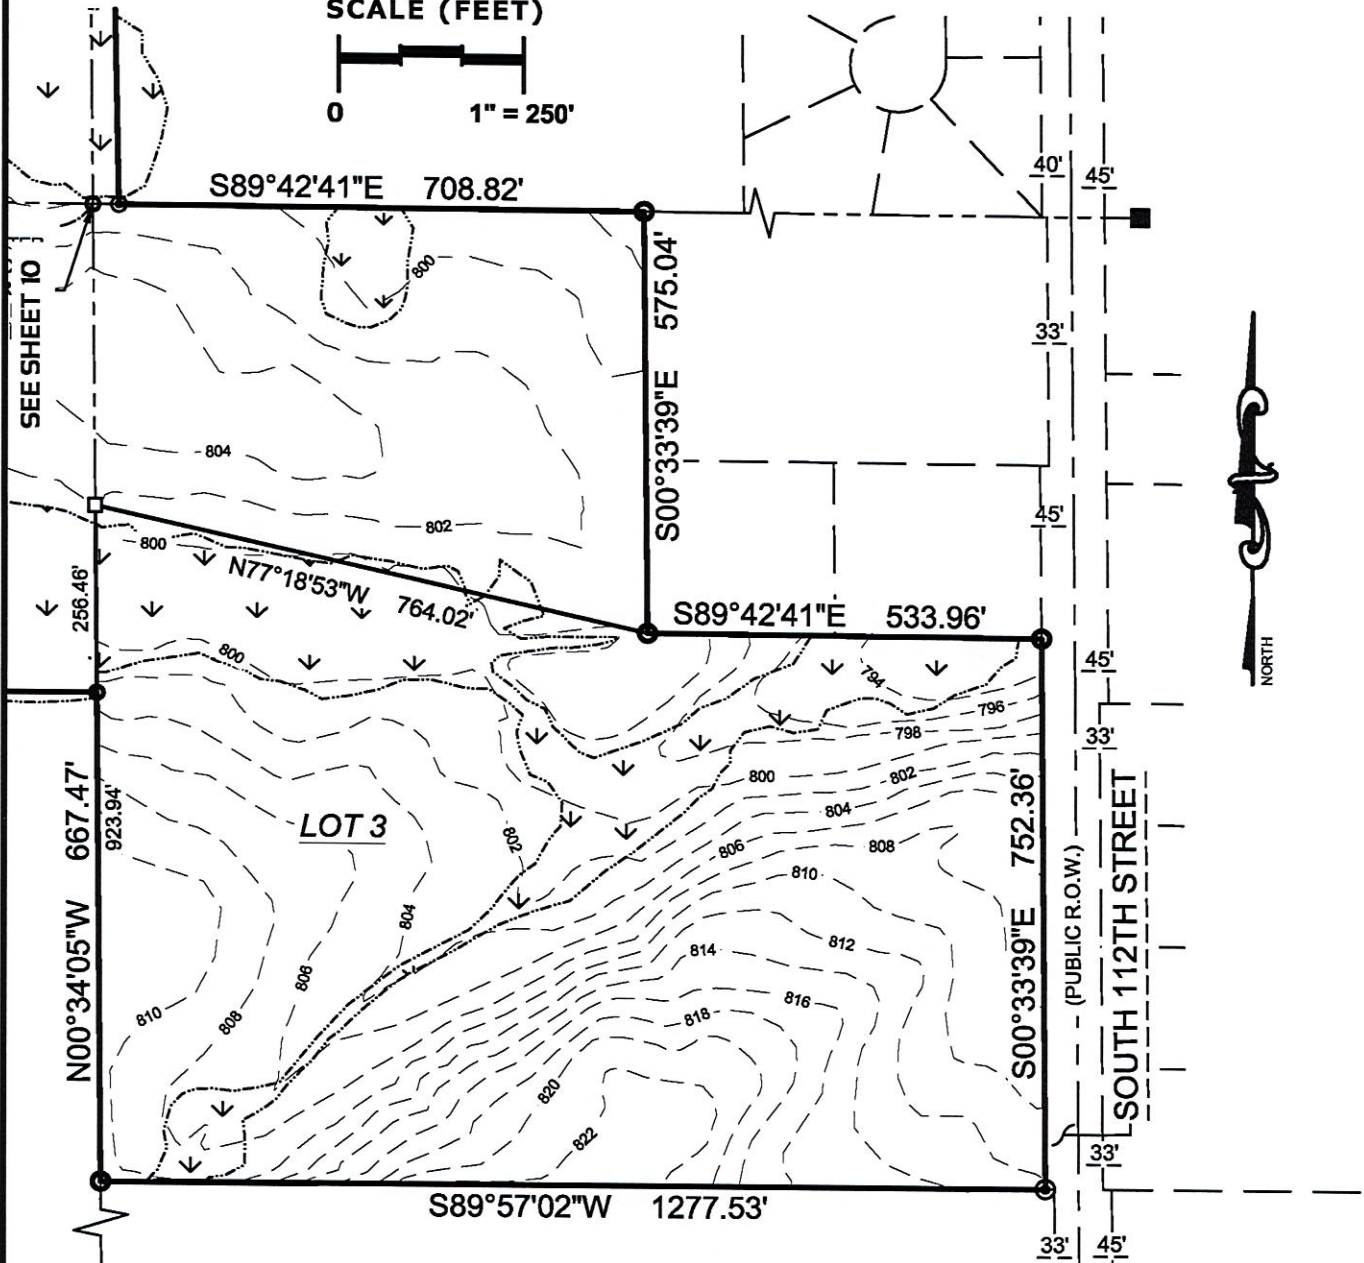 SCALE (FEET)
0 1" = 250'
S89°42'41"E 708.82'
40'
45'
SEE SHEET 10
800
S00°33'39"E 575.04'
33'
804
802
45'
800
N77°18'53"W 764.02'
256.46'
S89°42'41"E 533.96'
800
794
45'
NORTH
796
798
33'
800
802
804
N00°34'05"W 667.47'
923.94'
LOT 3
802
806
808
S00°33'39"E 752.36'
(PUBLIC R.O.W.)
SOUTH 112TH STREET
810
804
812
814
806
816
810
808
818
820
822
33'
S89°57'02"W 1277.53'
33'
45'